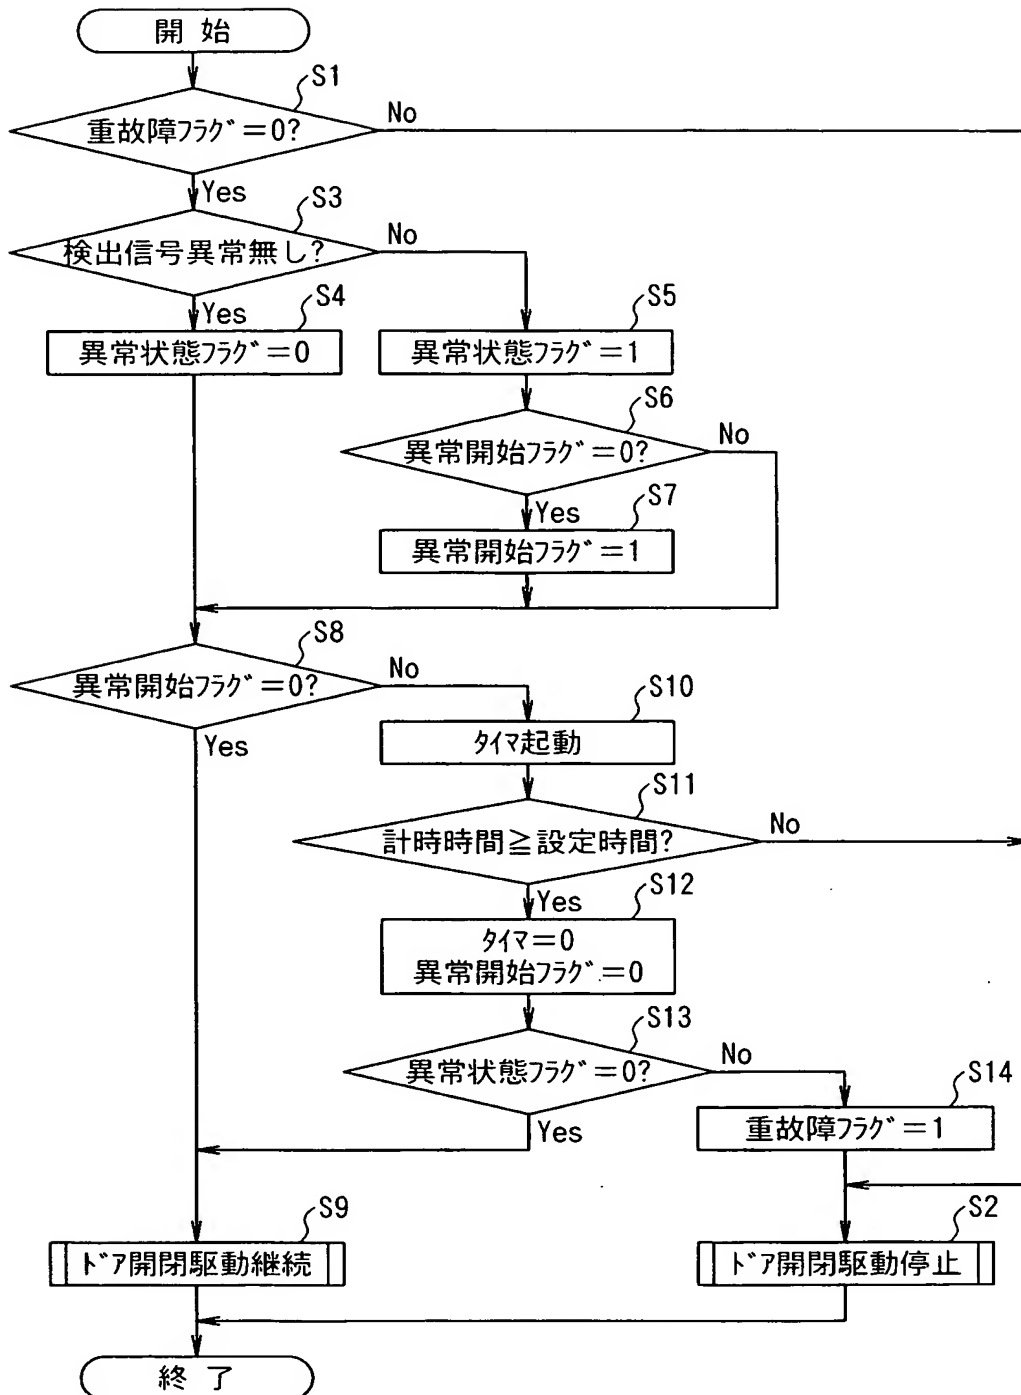 開始
S1
重故障ﾌﾗｸﾞ=0?
No
Yes
S3
検出信号異常無し?
No
Yes
S4
異常状態ﾌﾗｸﾞ=0
S5
異常状態ﾌﾗｸﾞ=1
S6
異常開始ﾌﾗｸﾞ=0?
No
Yes
S7
異常開始ﾌﾗｸﾞ=1
S8
異常開始ﾌﾗｸﾞ=0?
No
Yes
S10
ﾀｲﾏ起動
S11
計時時間≧設定時間?
No
Yes
S12
ﾀｲﾏ=0
異常開始ﾌﾗｸﾞ=0
S13
異常状態ﾌﾗｸﾞ=0?
No
Yes
S14
重故障ﾌﾗｸﾞ=1
S9
ﾄﾞｱ開閉駆動継続
S2
ﾄﾞｱ開閉駆動停止
終了